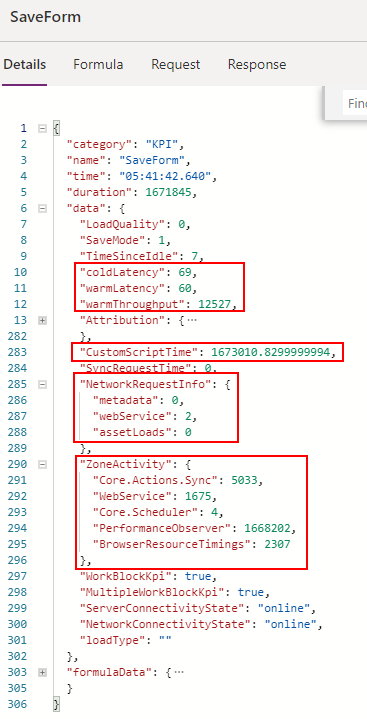 SaveForm
Details Formula Request Response
Find
1 {
2 "category": "KPI",
3 "name": "SaveForm",
4 "time": "05:41:42.640",
5 "duration": 1671845,
6 "data": {
7 "LoadQuality": 0,
8 "SaveMode": 1,
9 "TimeSinceIdle": 7,
10 "coldLatency": 69,
11 "warmLatency": 60,
12 "warmThroughput": 12527,
13 "Attribution": {…
282 },
283 "CustomScriptTime": 1673010.8299999994,
284 "SyncRequestTime": 0,
285 "NetworkRequestInfo": {
286 "metadata": 0,
287 "webService": 2,
288 "assetLoads": 0
289 },
290 "ZoneActivity": {
291 "Core.Actions.Sync": 5033,
292 "WebService": 1675,
293 "Core.Scheduler": 4,
294 "PerformanceObserver": 1668202,
295 "BrowserResourceTimings": 2307
296 },
297 "WorkBlockKpi": true,
298 "MultipleWorkBlockKpi": true,
299 "ServerConnectivityState": "online",
300 "NetworkConnectivityState": "online",
301 "loadType": ""
302 },
303 "formulaData": {…
305 }
306 }